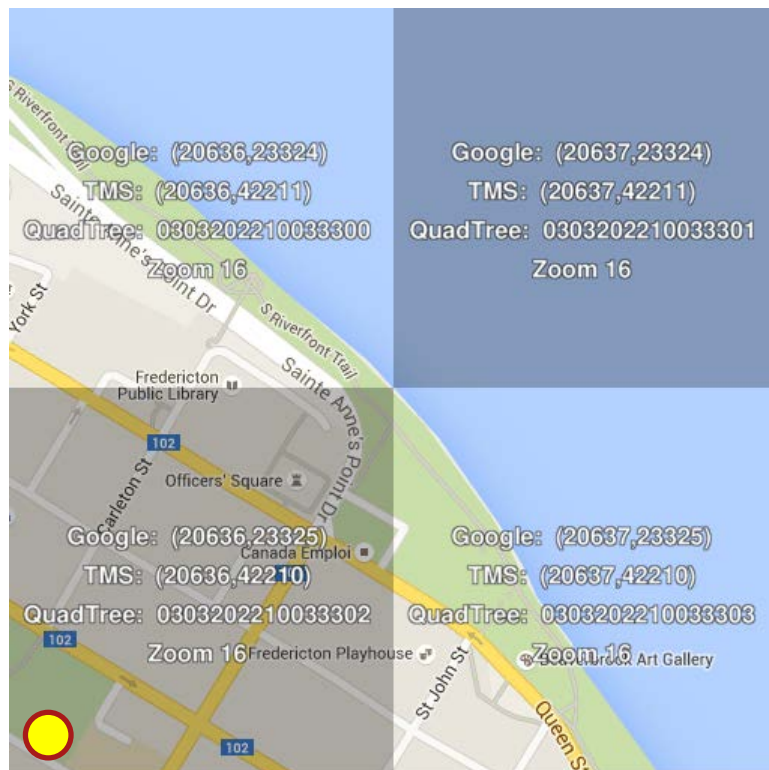 S Riverfront Trail
Google: (20636,23324)
TMS: (20636,42211)
QuadTree: 0303202210033300
Zoom 16
Google: (20637,23324)
TMS: (20637,42211)
QuadTree: 0303202210033301
Zoom 16
Sainte Anne's Point Dr
York St
S Riverfront Trail
Sainte Anne's Point Dr
Fredericton
Public Library
102
Officers' Square
Carleton St
Google: (20636,23325)
Canada Emploi
TMS: (20636,42210)
QuadTree: 0303202210033302
Zoom 16
Google: (20637,23325)
TMS: (20637,42210)
QuadTree: 0303202210033303
Zoom 16
102
Fredericton Playhouse
St John St
Beaverbrook Art Gallery
Queen St
102